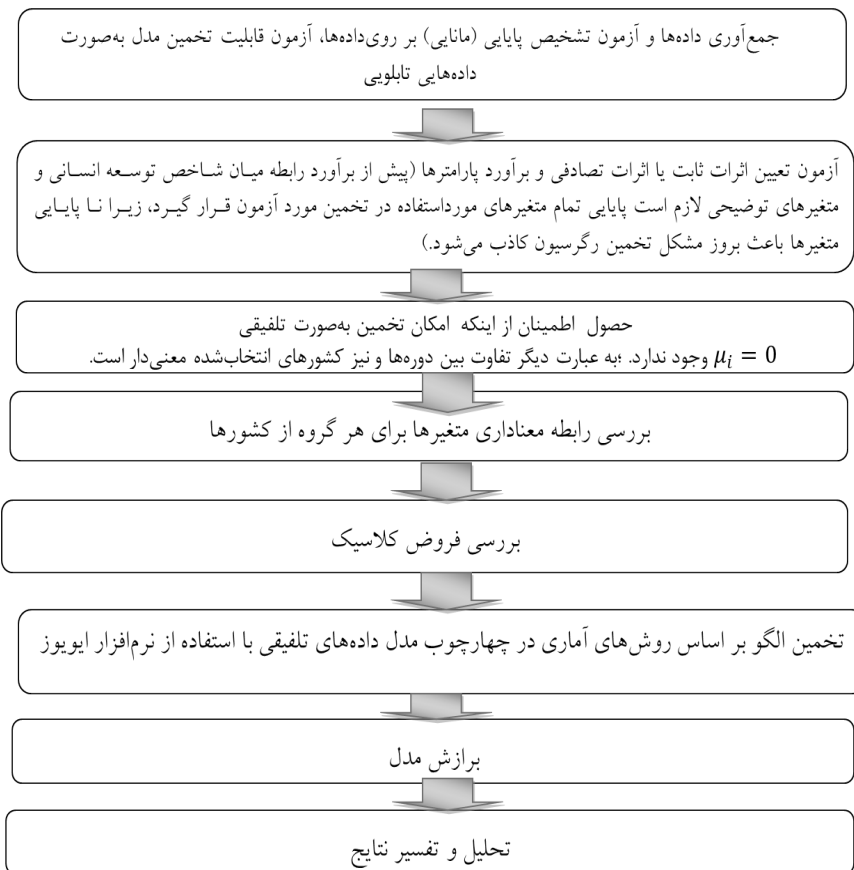 جمع‌آوری داده‌ها و آزمون تشخیص پایایی (مانایی) بر روی‌داده‌ها، آزمون قابلیت تخمین مدل به‌صورت
داده‌هایی تابلویی
آزمون تعیین اثرات ثابت یا اثرات تصادفی و برآورد پارامترها (پیش از برآورد رابطه میان شاخص توسعه انسانی و
متغیرهای توضیحی لازم است پایایی تمام متغیرهای مورداستفاده در تخمین مورد آزمون قرار گیرد، زیرا نا پایایی
متغیرها باعث بروز مشکل تخمین رگرسیون کاذب می‌شود.)
حصول اطمینان از اینکه امکان تخمین به‌صورت تلفیقی
μi = 0 وجود ندارد. ؛به عبارت دیگر تفاوت بین دوره‌ها و نیز کشورهای انتخاب‌شده معنی‌دار است.
بررسی رابطه معناداری متغیرها برای هر گروه از کشورها
بررسی فروض کلاسیک
تخمین الگو بر اساس روش‌های آماری در چهارچوب مدل داده‌های تلفیقی با استفاده از نرم‌افزار ایویوز
برازش مدل
تحلیل و تفسیر نتایج